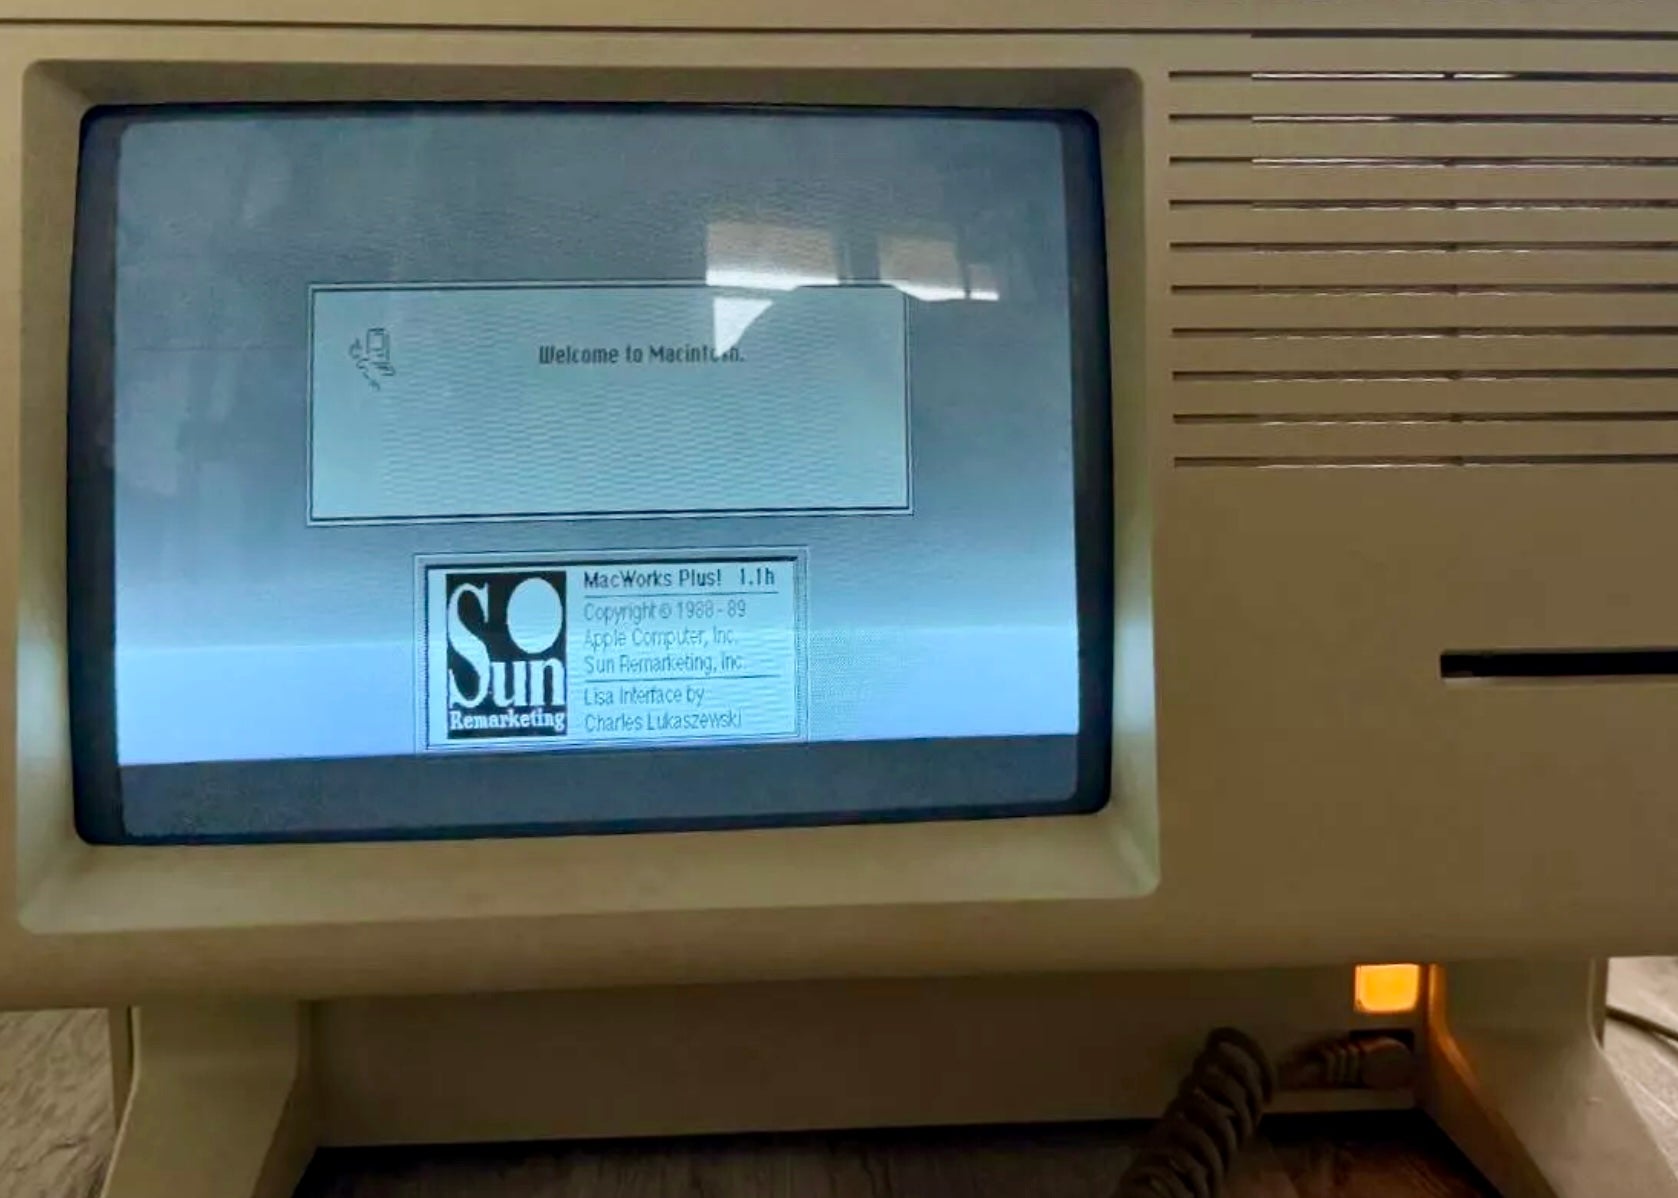 Welcome to Macintosh.
Sun
Remarketing
MacWorks Plus! 1.1h
Copyright © 1988-89
Apple Computer, Inc.
Sun Remarketing, Inc.
Lisa Interface by
Charles Lukaszewski